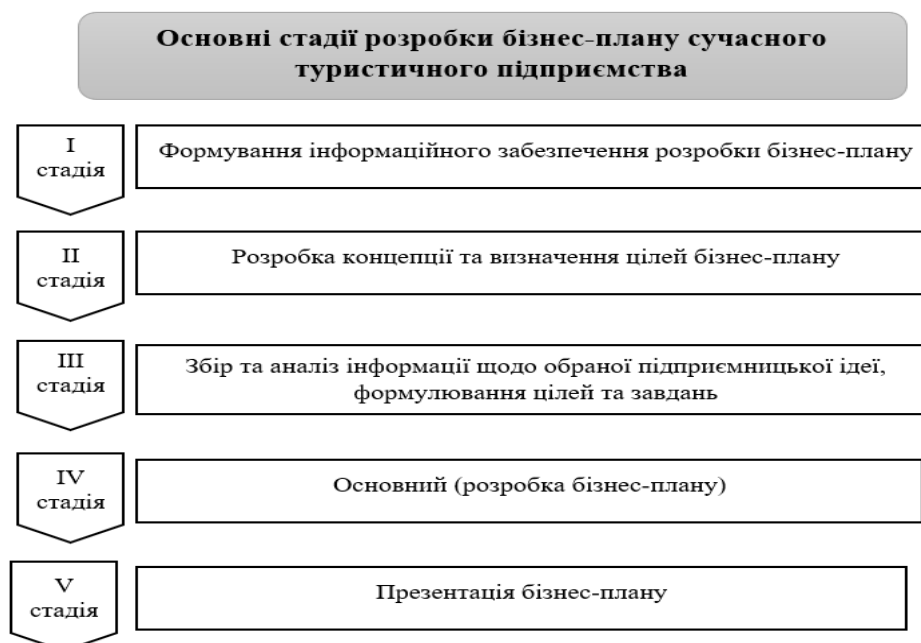 Основні стадії розробки бізнес-плану сучасного
туристичного підприємства
I
стадія
Формування інформаційного забезпечення розробки бізнес-плану
II
стадія
Розробка концепції та визначення цілей бізнес-плану
III
стадія
Збір та аналіз інформації щодо обраної підприємницької ідеї,
формулювання цілей та завдань
IV
стадія
Основний (розробка бізнес-плану)
V
стадія
Презентація бізнес-плану